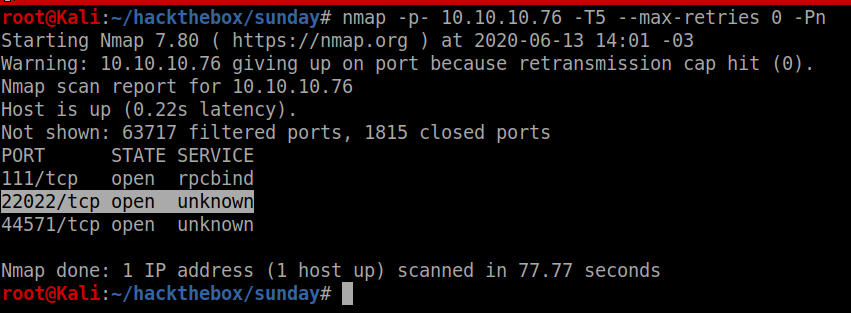 root@Kali:~/hackthebox/sunday# nmap -p- 10.10.10.76 -T5 --max-retries 0 -Pn
Starting Nmap 7.80 ( https://nmap.org ) at 2020-06-13 14:01 -03
Warning: 10.10.10.76 giving up on port because retransmission cap hit (0).
Nmap scan report for 10.10.10.76
Host is up (0.22s latency).
Not shown: 63717 filtered ports, 1815 closed ports
PORT      STATE SERVICE
111/tcp   open  rpcbind
22022/tcp open  unknown
44571/tcp open  unknown

Nmap done: 1 IP address (1 host up) scanned in 77.77 seconds
root@Kali:~/hackthebox/sunday#